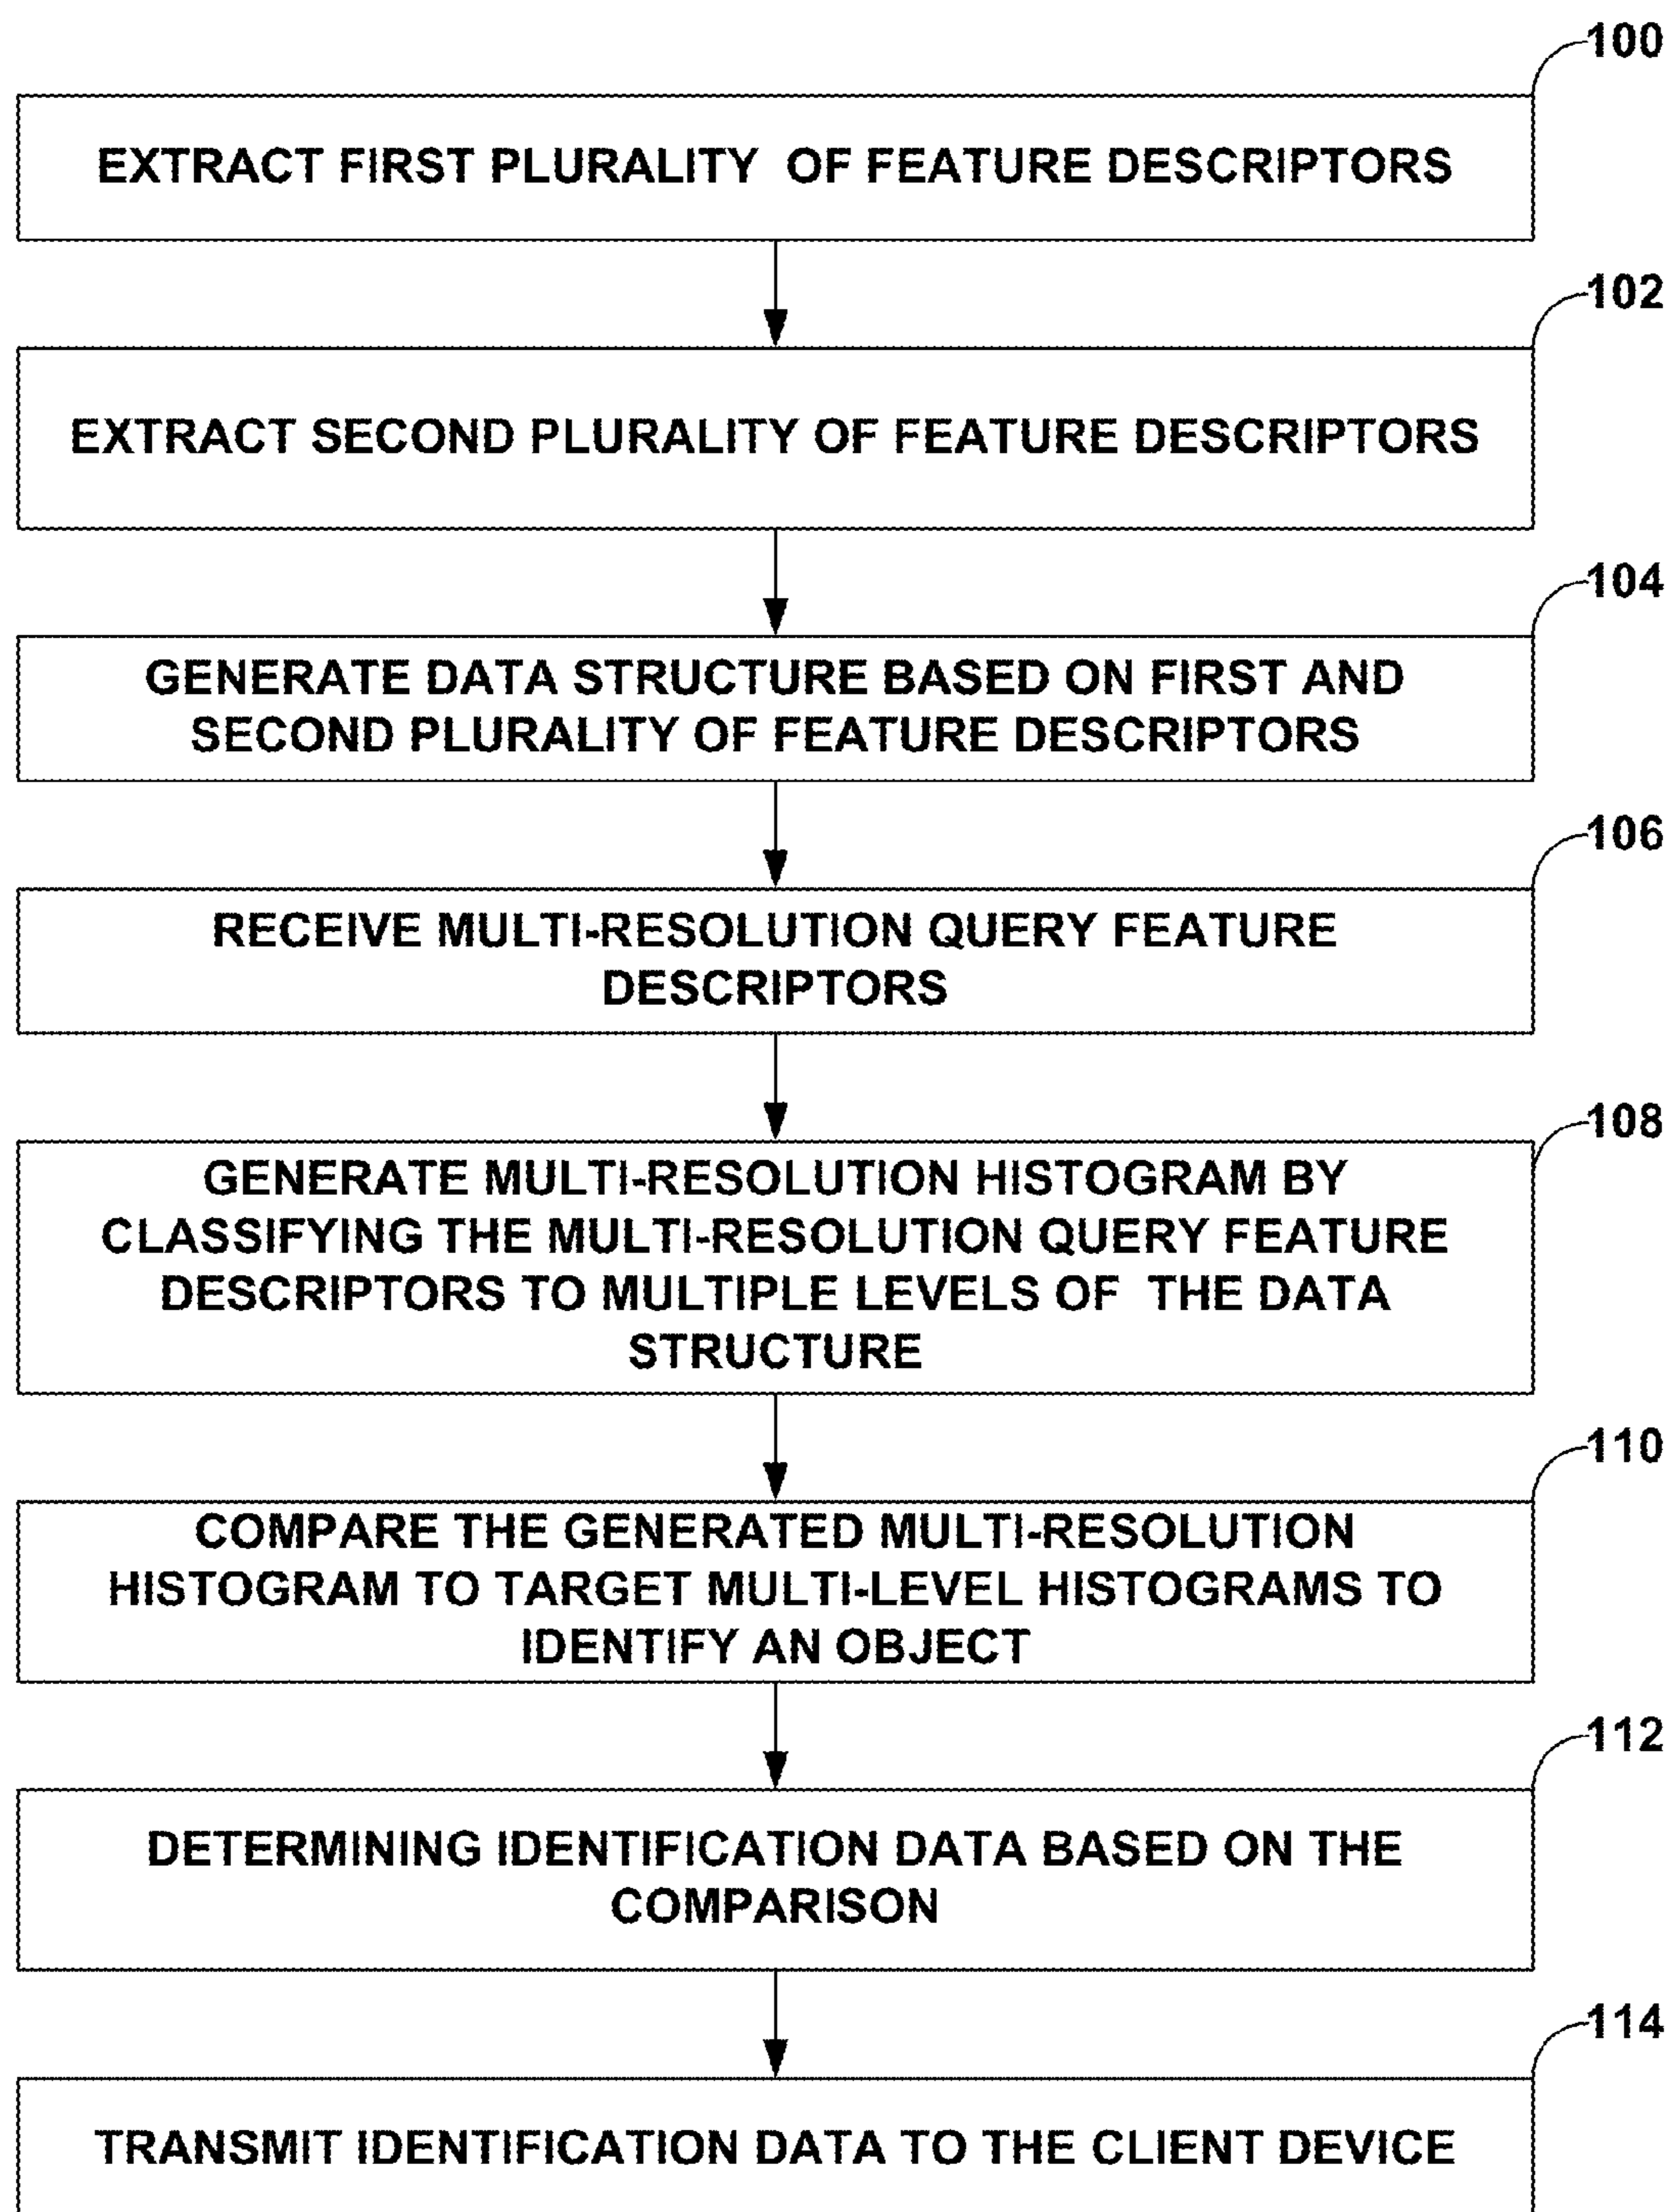 100
EXTRACT FIRST PLURALITY OF FEATURE DESCRIPTORS
102
EXTRACT SECOND PLURALITY OF FEATURE DESCRIPTORS
104
GENERATE DATA STRUCTURE BASED ON FIRST AND
SECOND PLURALITY OF FEATURE DESCRIPTORS
106
RECEIVE MULTI-RESOLUTION QUERY FEATURE
DESCRIPTORS
108
GENERATE MULTI-RESOLUTION HISTOGRAM BY
CLASSIFYING THE MULTI-RESOLUTION QUERY FEATURE
DESCRIPTORS TO MULTIPLE LEVELS OF THE DATA
STRUCTURE
110
COMPARE THE GENERATED MULTI-RESOLUTION
HISTOGRAM TO TARGET MULTI-LEVEL HISTOGRAMS TO
IDENTIFY AN OBJECT
112
DETERMINING IDENTIFICATION DATA BASED ON THE
COMPARISON
114
TRANSMIT IDENTIFICATION DATA TO THE CLIENT DEVICE